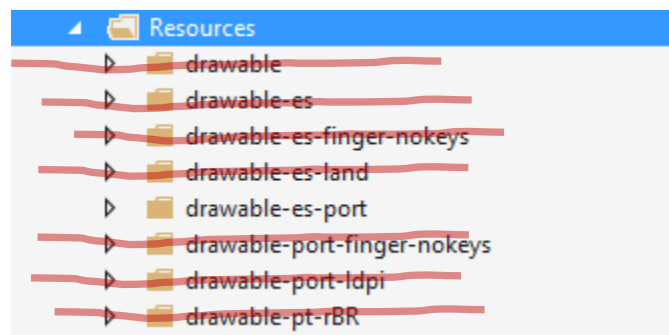 Resources
drawable
drawable-es
drawable-es-finger-nokeys
drawable-es-land
drawable-es-port
drawable-port-finger-nokeys
drawable-port-ldpi
drawable-pt-rBR